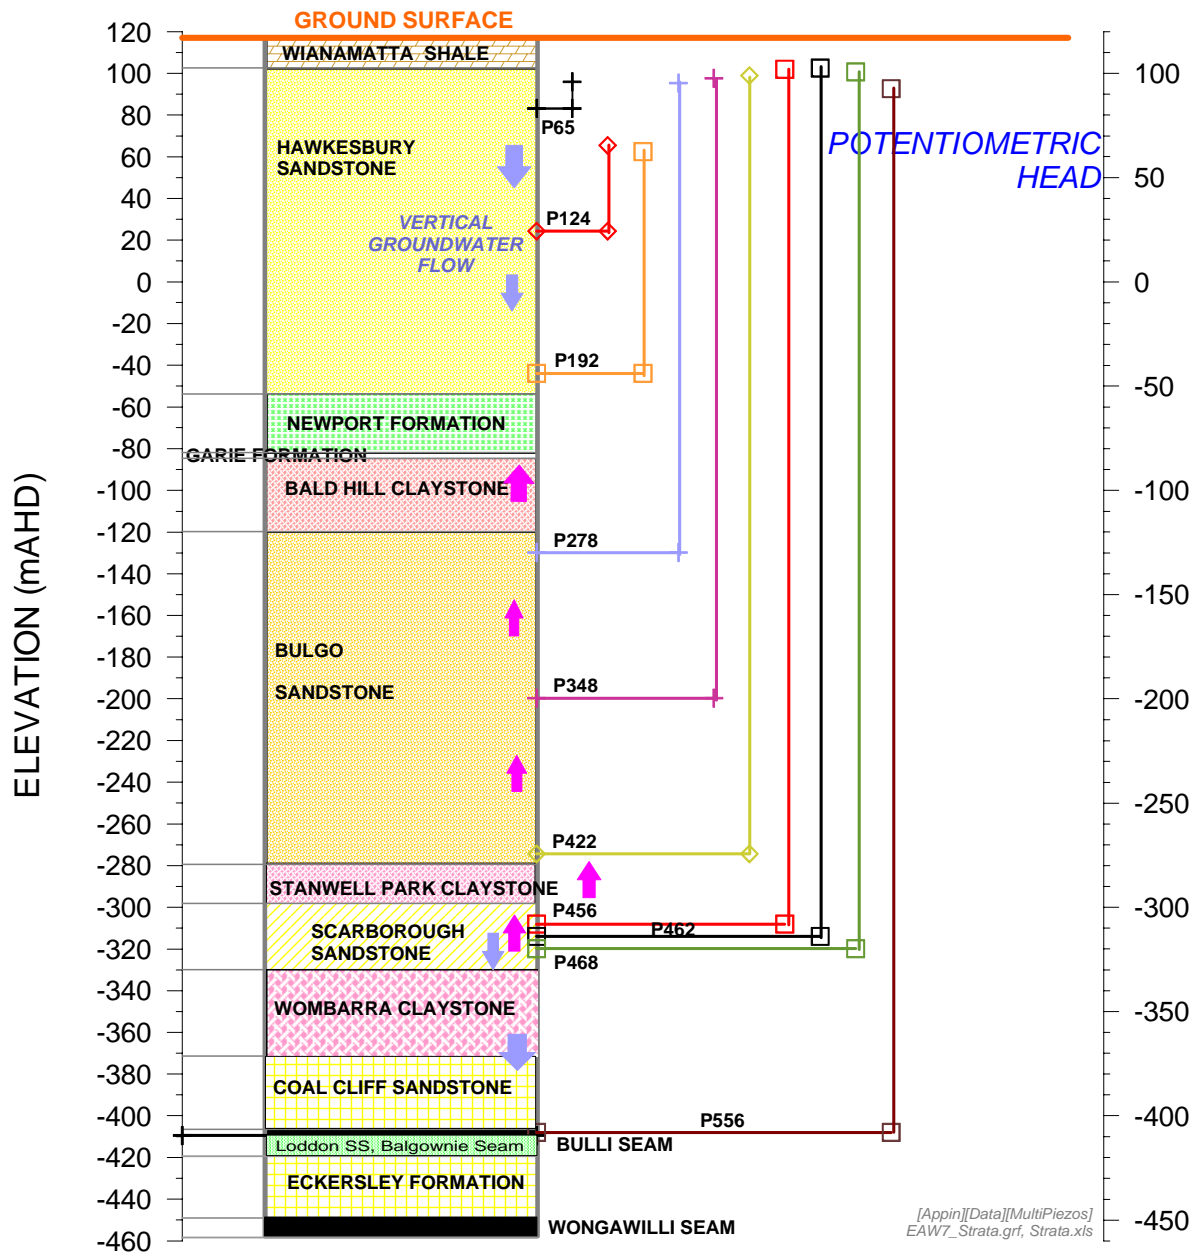 GROUND SURFACE
120
100
80
60
40
20
0
-20
-40
-60
-80
-100
-120
-140
-160
-180
-200
-220
-240
-260
-280
-300
-320
-340
-360
-380
-400
-420
-440
-460
ELEVATION (mAHD)
WIANAMATTA SHALE
HAWKESBURY
SANDSTONE
VERTICAL
GROUNDWATER
FLOW
NEWPORT FORMATION
GARIE FORMATION
BALD HILL CLAYSTONE
BULGO
SANDSTONE
STANWELL PARK CLAYSTONE
SCARBOROUGH
SANDSTONE
WOMBARRA CLAYSTONE
COAL CLIFF SANDSTONE
BULLI SEAM
Loddon SS, Balgownie Seam
ECKERSLEY FORMATION
WONGAWILLI SEAM
P65
P124
P192
P278
P348
P422
P456
P462
P468
P556
POTENTIOMETRIC
HEAD
100
50
0
-50
-100
-150
-200
-250
-300
-350
-400
-450
[Appin][Data][MultiPiezos]
EAW7_Strata.grf, Strata.xls